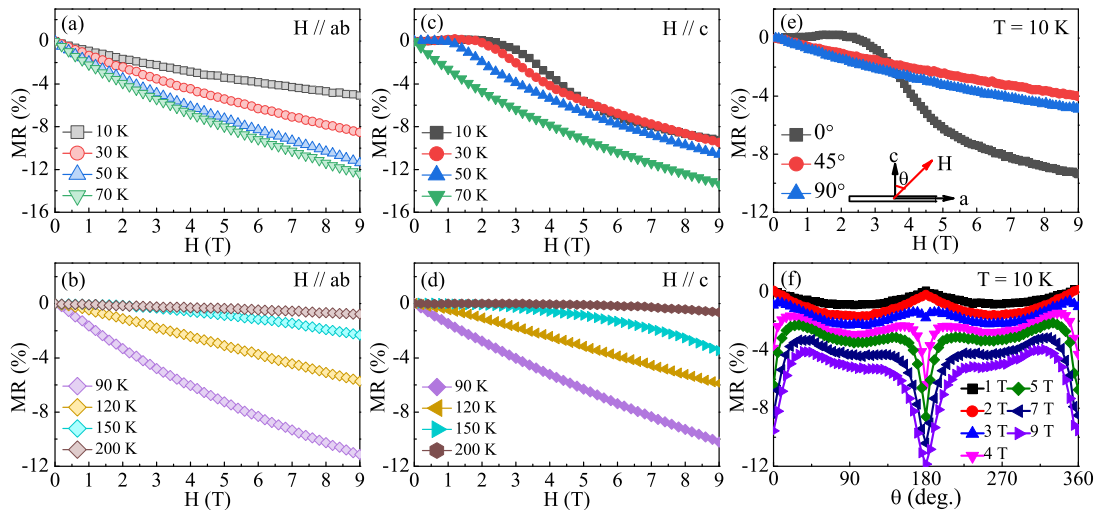 (a)
H // ab
0
-4
-8
-12
-16
MR (%)
10 K
30 K
50 K
70 K
0 1 2 3 4 5 6 7 8 9
H (T)
(c)
H // c
0
-4
-8
-12
-16
MR (%)
10 K
30 K
50 K
70 K
0 1 2 3 4 5 6 7 8 9
H (T)
(e)
T = 10 K
0
-4
-8
-12
MR (%)
0°
45°
90°
c
θ
H
a
0 1 2 3 4 5 6 7 8 9
H (T)
(b)
H // ab
0
-4
-8
-12
MR (%)
90 K
120 K
150 K
200 K
0 1 2 3 4 5 6 7 8 9
H (T)
(d)
H // c
0
-4
-8
-12
MR (%)
90 K
120 K
150 K
200 K
0 1 2 3 4 5 6 7 8 9
H (T)
(f)
T = 10 K
0
-4
-8
-12
MR (%)
1 T 5 T
2 T 7 T
3 T 9 T
4 T
0 90 180 270 360
θ (deg.)